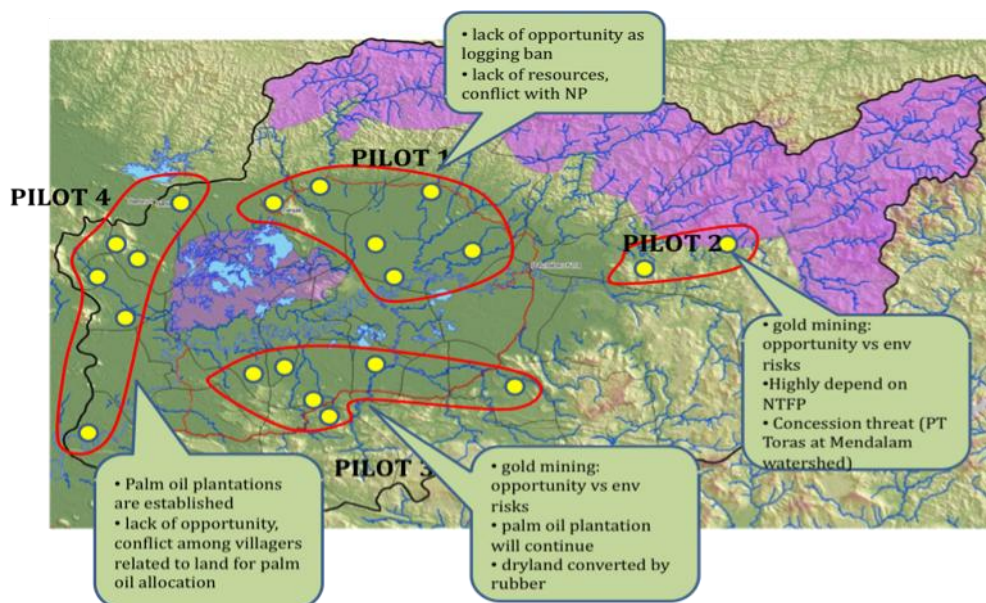 • lack of opportunity as
logging ban
• lack of resources,
conflict with NP
PILOT 1
PILOT 4
PILOT 2
• gold mining:
opportunity vs env
risks
•Highly depend on
NTFP
• Concession threat (PT
Toras at Mendalam
watershed)
PILOT 3
• Palm oil plantations
are established
• lack of opportunity,
conflict among villagers
related to land for palm
oil allocation
• gold mining:
opportunity vs env
risks
• palm oil plantation
will continue
• dryland converted by
rubber